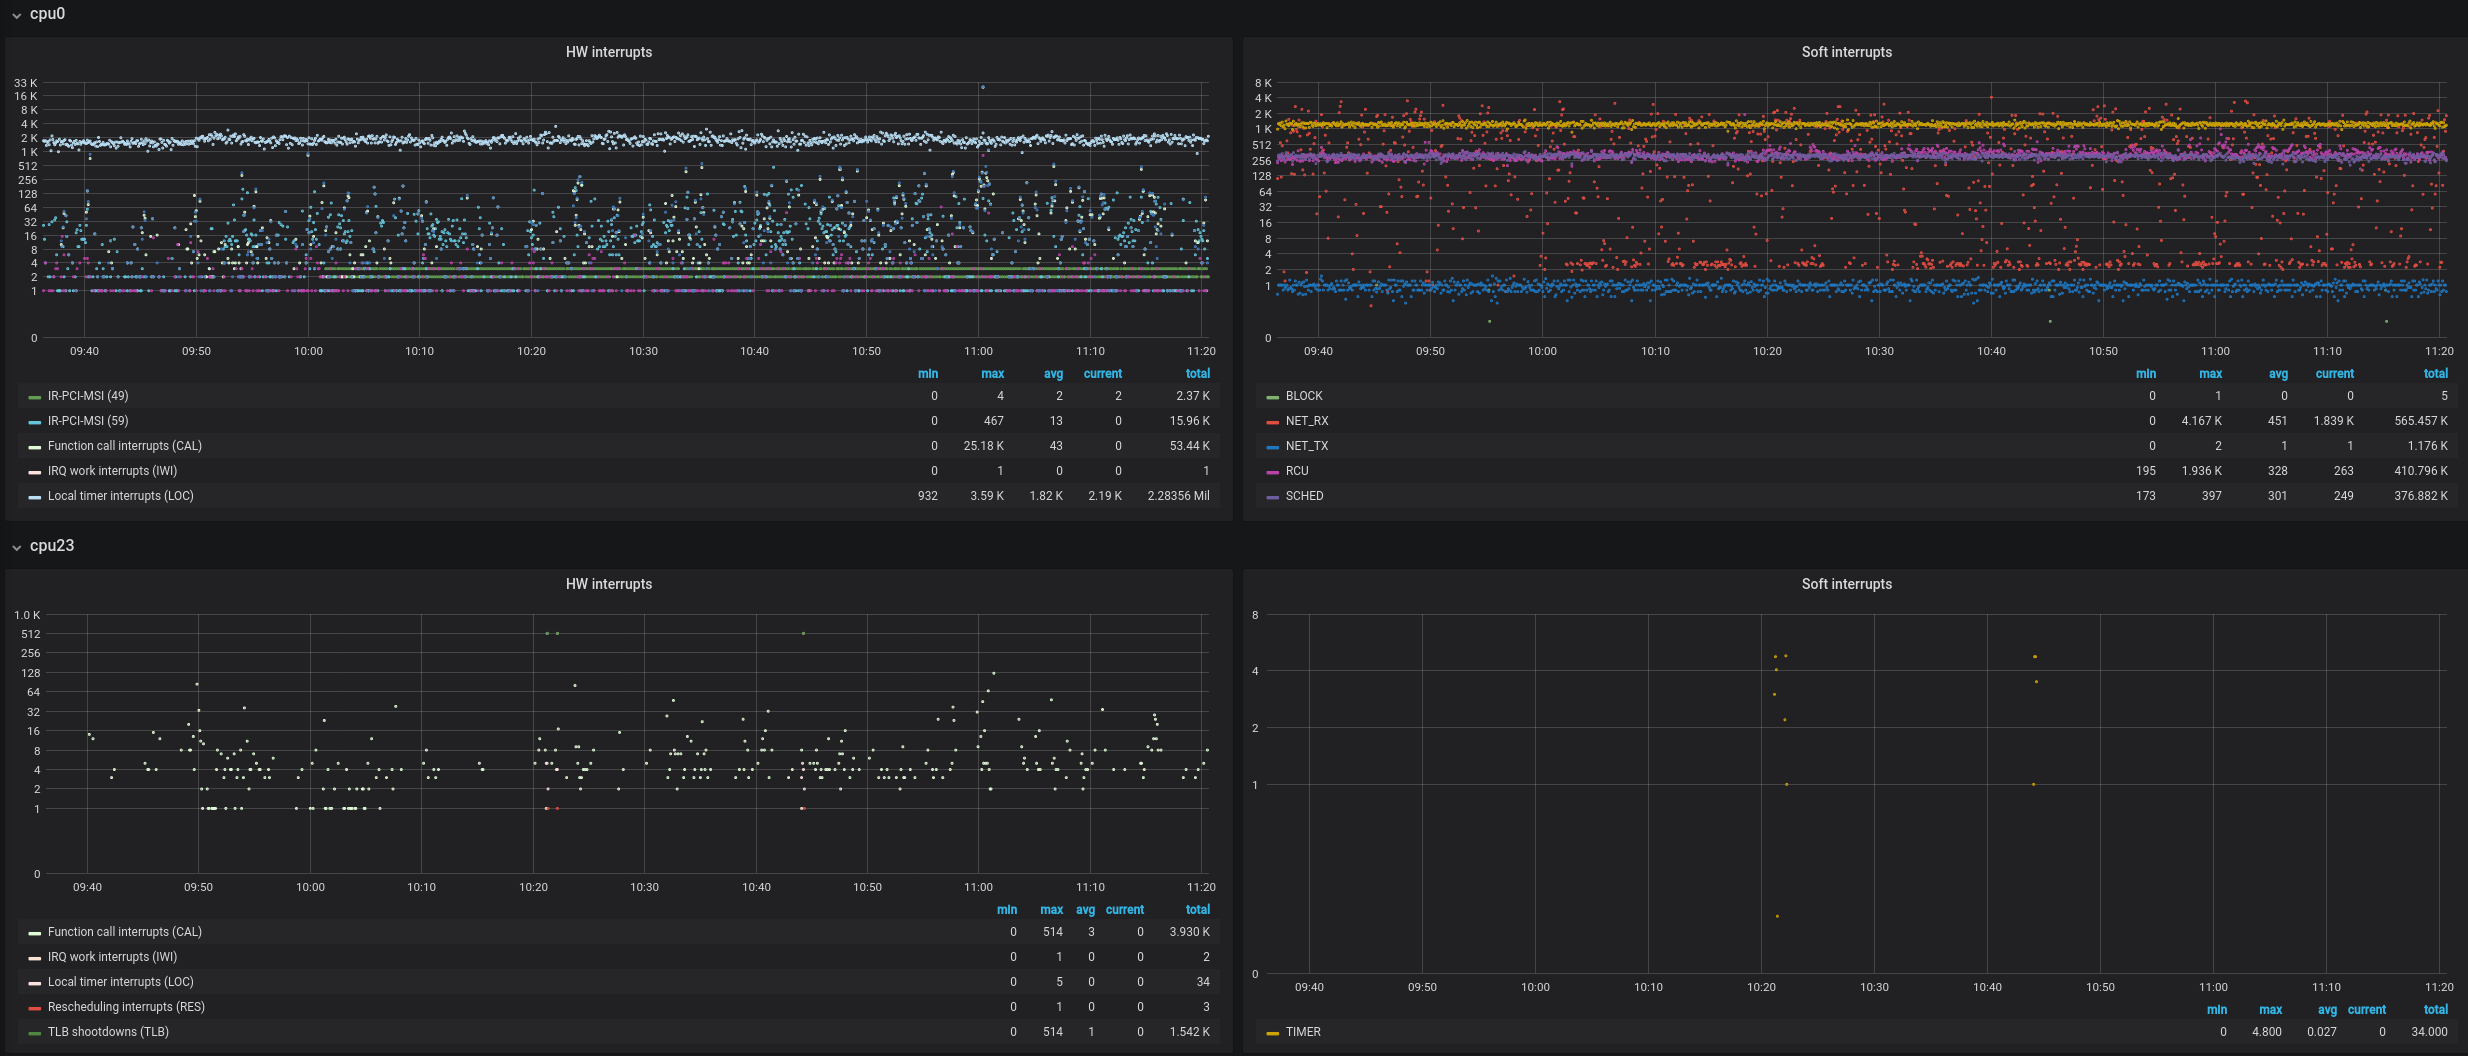 cpu0
HW interrupts
33 K
16 K
8 K
4 K
2 K
1 K
512
256
128
64
32
16
8
4
2
1
0
09:40 09:50 10:00 10:10 10:20 10:30 10:40 10:50 11:00 11:10 11:20
min max avg current total
IR-PCI-MSI (49) 0 4 2 2 2.37 K
IR-PCI-MSI (59) 0 467 13 0 15.96 K
Function call interrupts (CAL) 0 25.18 K 43 0 53.44 K
IRQ work interrupts (IWI) 0 1 0 0 1
Local timer interrupts (LOC) 932 3.59 K 1.82 K 2.19 K 2.28356 Mil
Soft interrupts
8 K
4 K
2 K
1 K
512
256
128
64
32
16
8
4
2
1
0
09:40 09:50 10:00 10:10 10:20 10:30 10:40 10:50 11:00 11:10 11:20
min max avg current total
BLOCK 0 1 0 0 5
NET_RX 0 4.167 K 451 1.839 K 565.457 K
NET_TX 0 2 1 1 1.176 K
RCU 195 1.936 K 328 263 410.796 K
SCHED 173 397 301 249 376.882 K
cpu23
HW interrupts
1.0 K
512
256
128
64
32
16
8
4
2
1
0
09:40 09:50 10:00 10:10 10:20 10:30 10:40 10:50 11:00 11:10 11:20
min max avg current total
Function call interrupts (CAL) 0 514 3 0 3.930 K
IRQ work interrupts (IWI) 0 1 0 0 2
Local timer interrupts (LOC) 0 5 0 0 34
Rescheduling interrupts (RES) 0 1 0 0 3
TLB shootdowns (TLB) 0 514 1 0 1.542 K
Soft interrupts
8
4
2
1
0
09:40 09:50 10:00 10:10 10:20 10:30 10:40 10:50 11:00 11:10 11:20
min max avg current total
TIMER 0 4.800 0.027 0 34.000